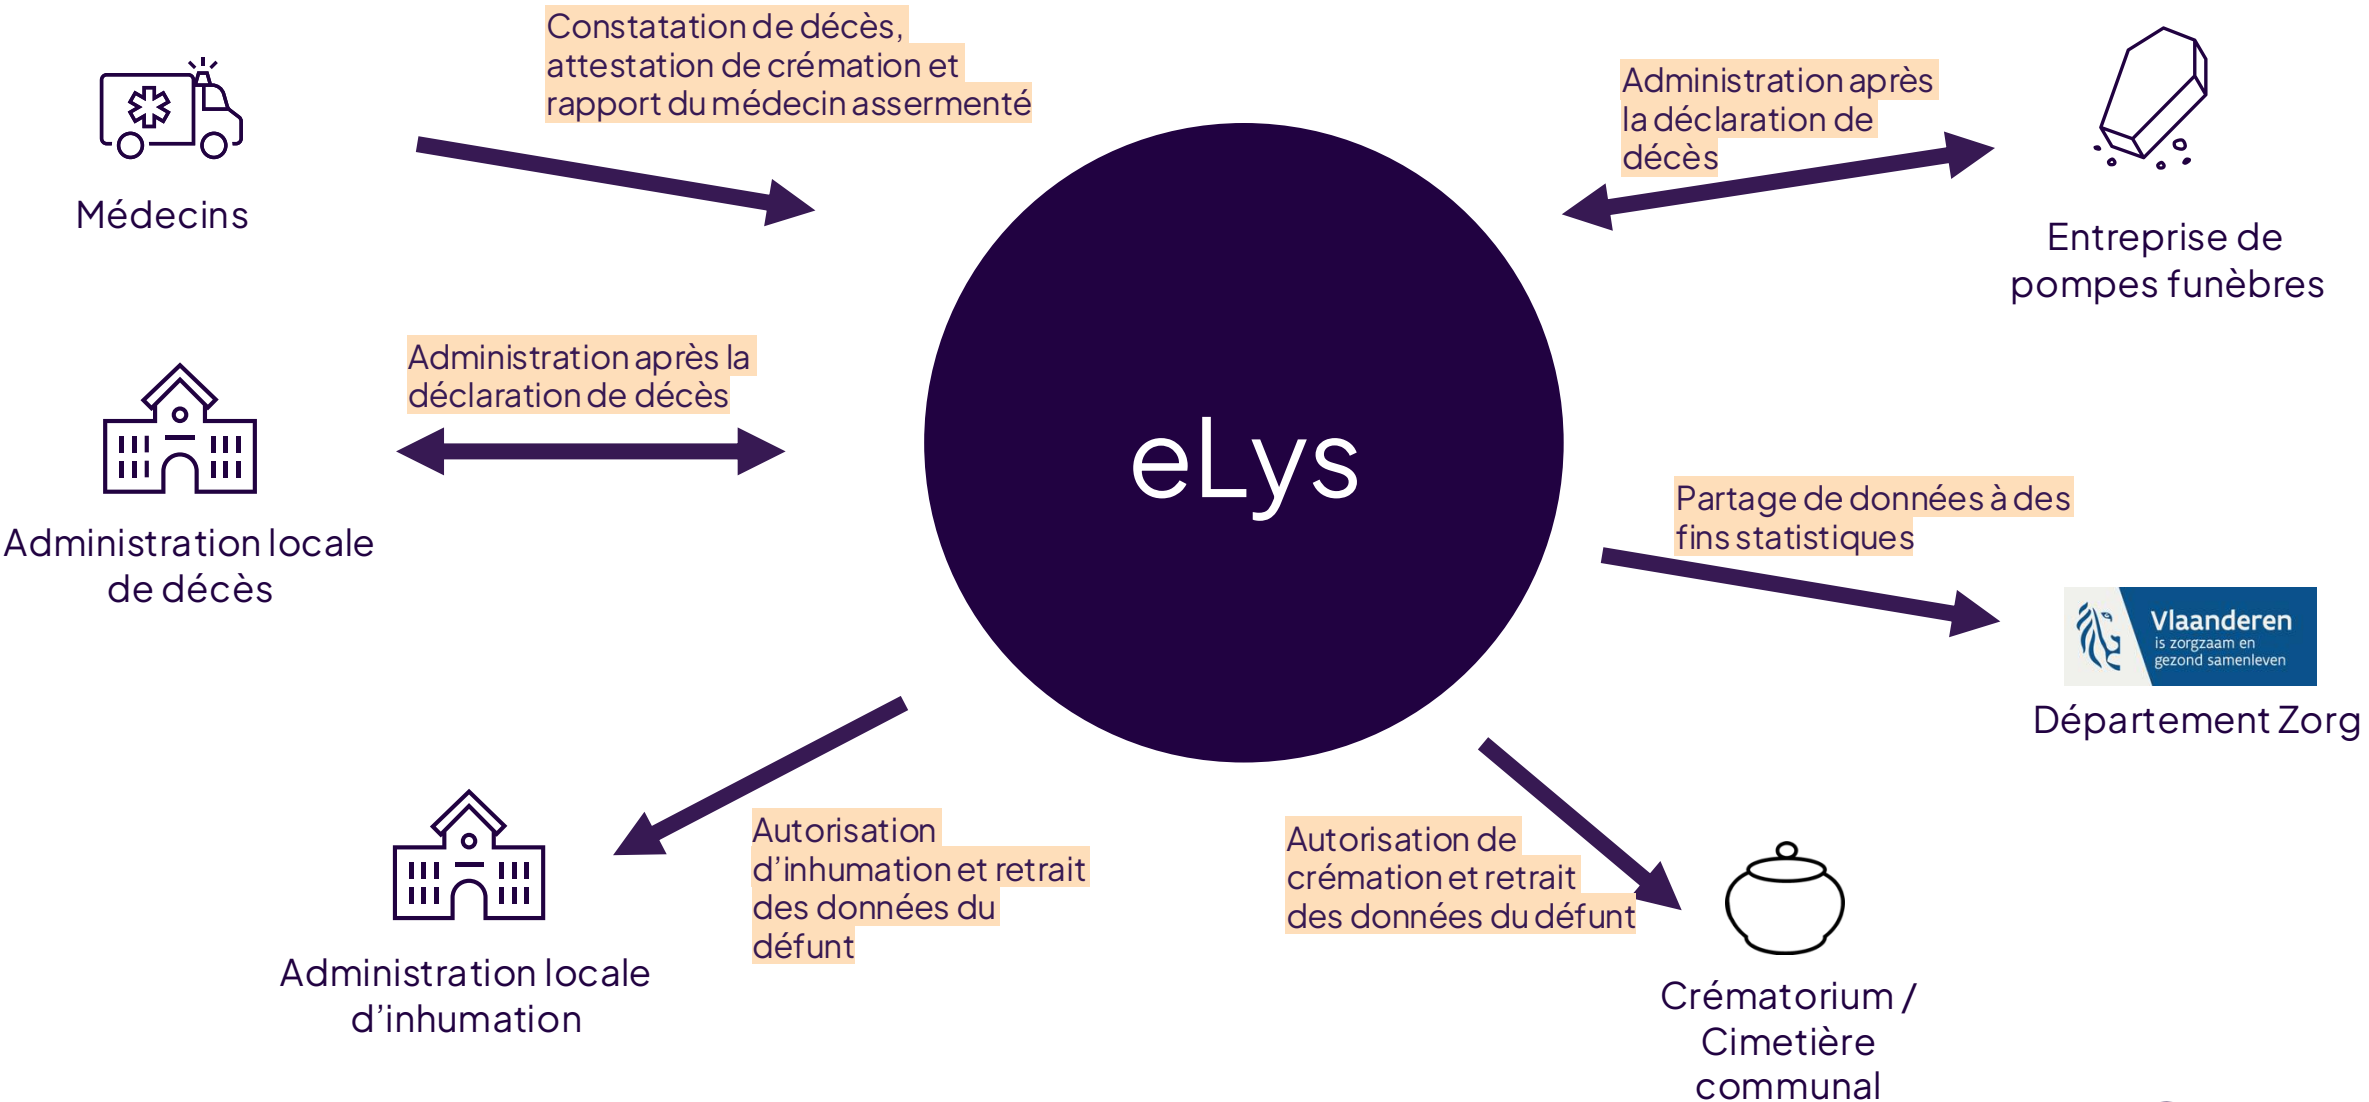 Constatation de décès,
attestation de crémation et
rapport du médecin assermenté
Médecins
Administration après
la déclaration de
décès
Entreprise de
pompes funèbres
Administration après la
déclaration de décès
Administration locale
de décès
eLys
Partage de données à des
fins statistiques
Vlaanderen
is zorgzaam en
gezond samenleven
Département Zorg
Autorisation
d’inhumation et retrait
des données du
défunt
Administration locale
d’inhumation
Autorisation de
crémation et retrait
des données du défunt
Crématorium /
Cimetière
communal